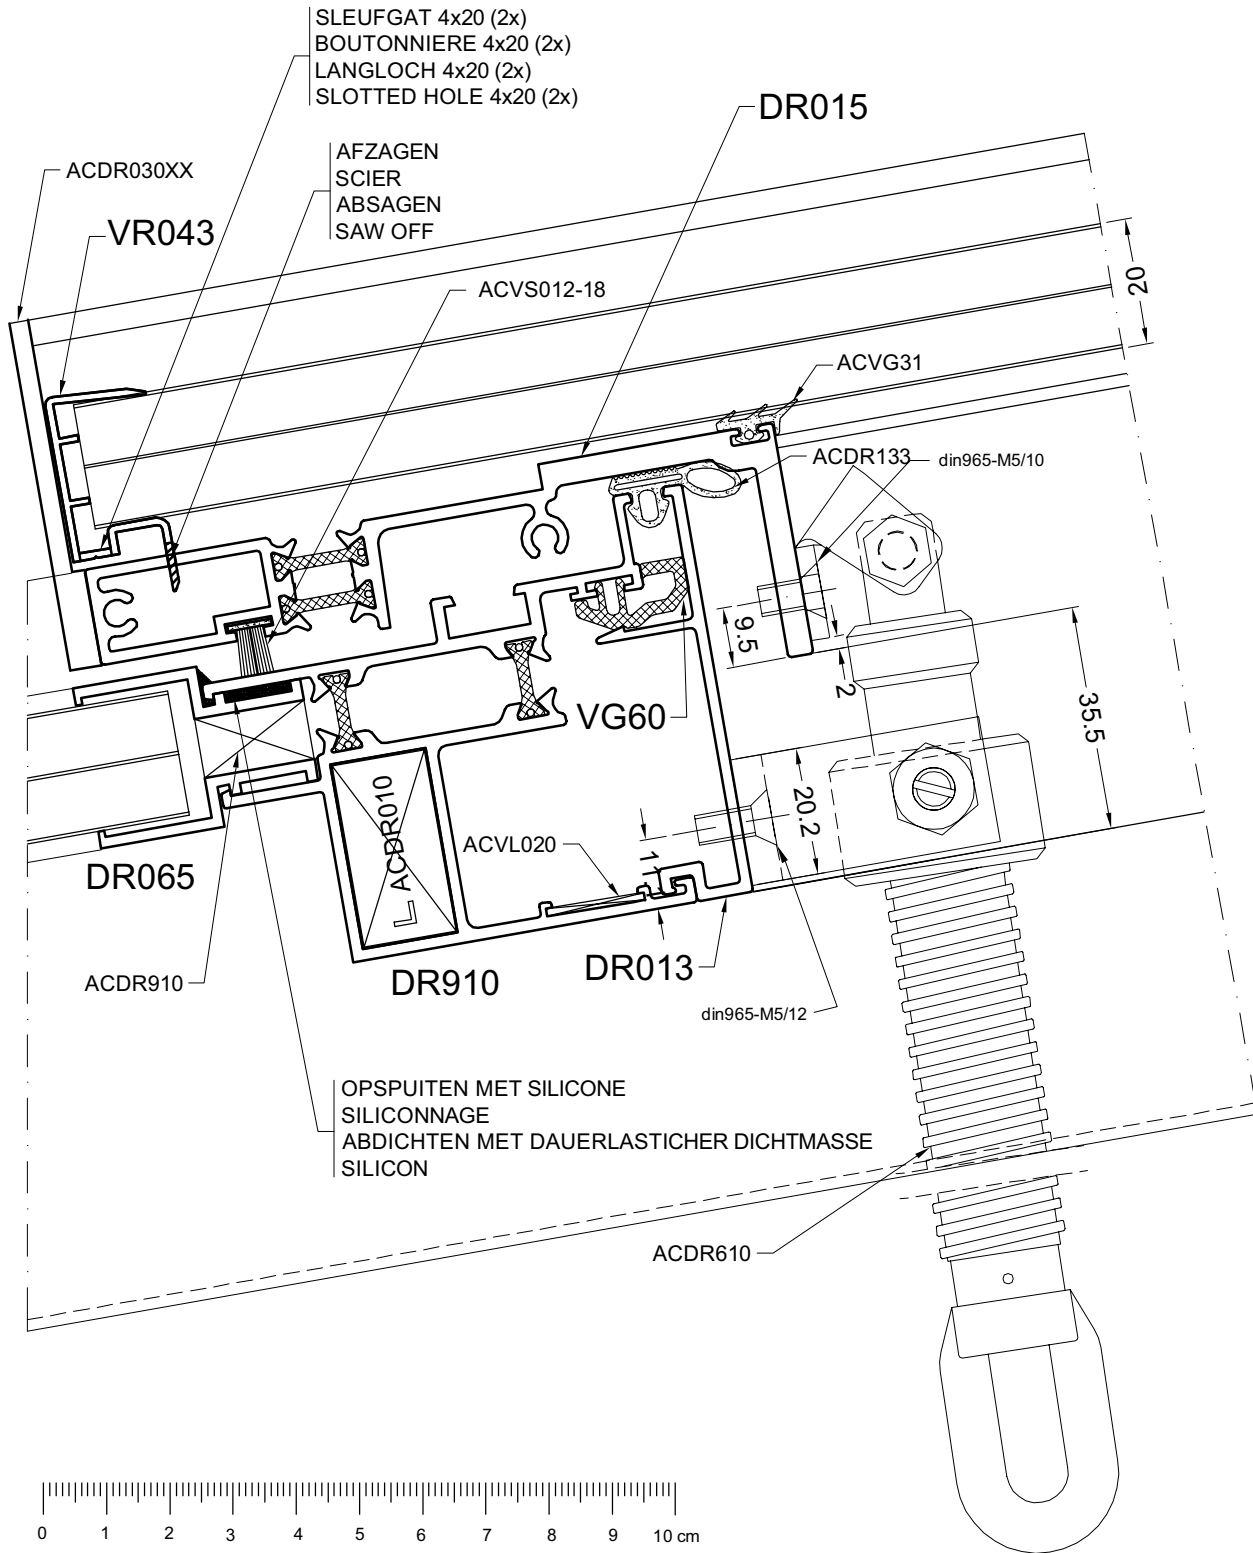 SLEUFGAT 4x20 (2x)
BOUTONNIERE 4x20 (2x)
LANGLOCH 4x20 (2x)
SLOTTED HOLE 4x20 (2x)
DR015
AFZAGEN
SCIER
ABSAGEN
SAW OFF
ACDR030XX
VR043
ACVS012-18
20
ACVG31
ACDR133
din965-M5/10
9.5
2
35.5
VG60
20.2
ACDR010
ACVL020
11
DR065
ACDR910
DR910
DR013
din965-M5/12
OPSPUITEN MET SILICONE
SILICONNAGE
ABDICHTEN MET DAUERLASTICHER DICHTMASSE
SILICON
ACDR610
0 1 2 3 4 5 6 7 8 9 10 cm